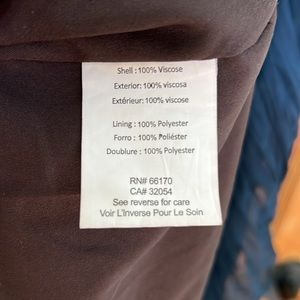 Shell : 100% Viscose
Exterior: 100% viscosa
Extérieur: 100% viscose
Lining : 100% Polyester
Forro : 100% Poliéster
Doublure : 100% Polyester
RN# 66170
CA# 32054
See reverse for care
Voir L'Inverse Pour Le Soin